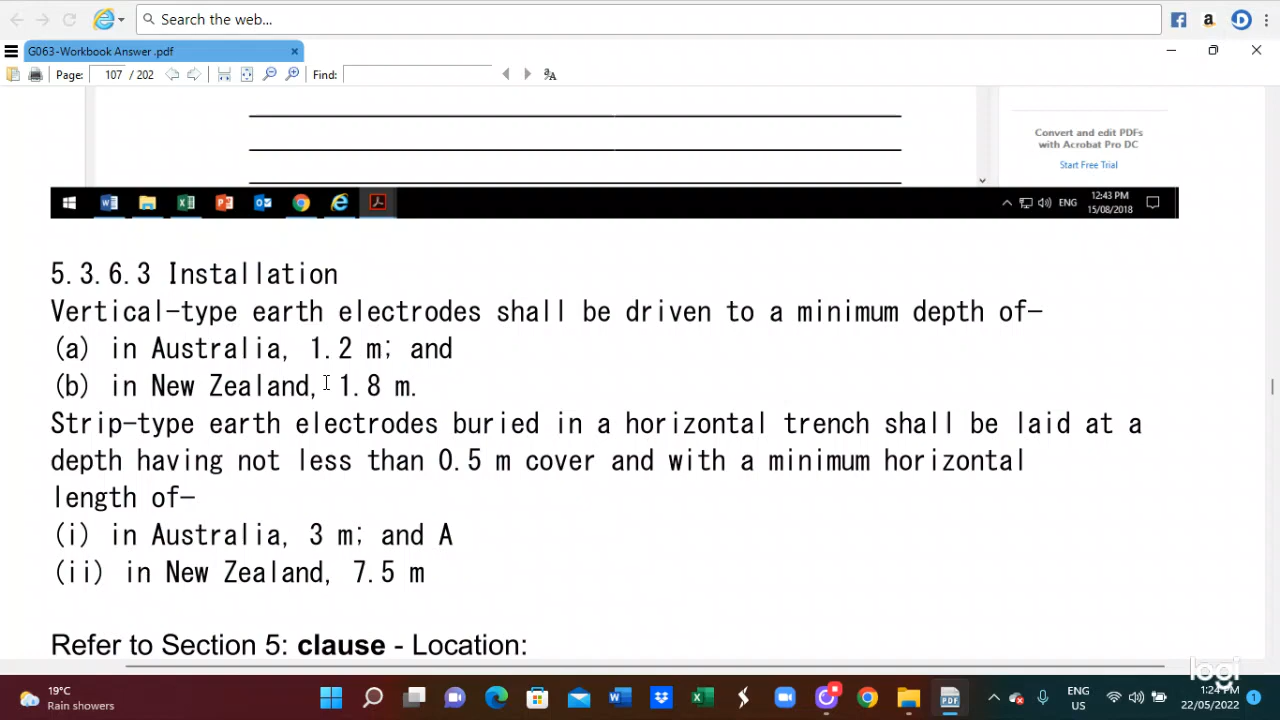 Search the web...
G063-Workbook Answer .pdf
Page: 107 / 202 Find:
Convert and edit PDFs
with Acrobat Pro DC
Start Free Trial
12:43 PM
ENG
15/08/2018
5.3.6.3 Installation
Vertical-type earth electrodes shall be driven to a minimum depth of-
(a) in Australia, 1.2 m; and
(b) in New Zealand, 1.8 m.
Strip-type earth electrodes buried in a horizontal trench shall be laid at a
depth having not less than 0.5 m cover and with a minimum horizontal
length of-
(i) in Australia, 3 m; and A
(ii) in New Zealand, 7.5 m
Refer to Section 5: clause - Location:
logi
19°C
Rain showers
ENG
US
1:24 PM
22/05/2022